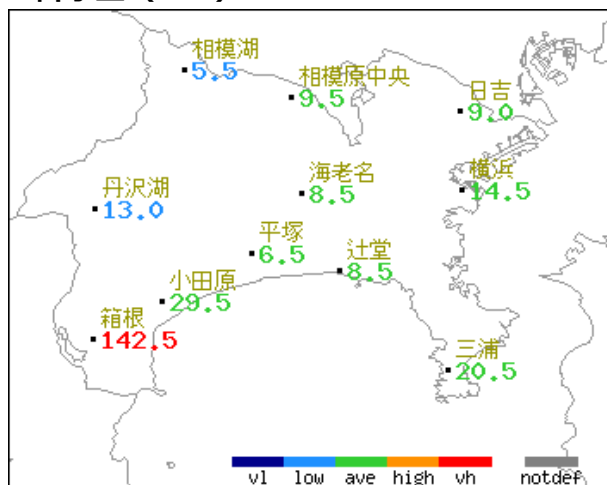 相模湖
5.5
相模原中央
9.5
日吉
9.0
海老名
8.5
横浜
14.5
丹沢湖
13.0
平塚
6.5
辻堂
8.5
小田原
29.5
箱根
142.5
三浦
20.5
vl low ave high vh notdef